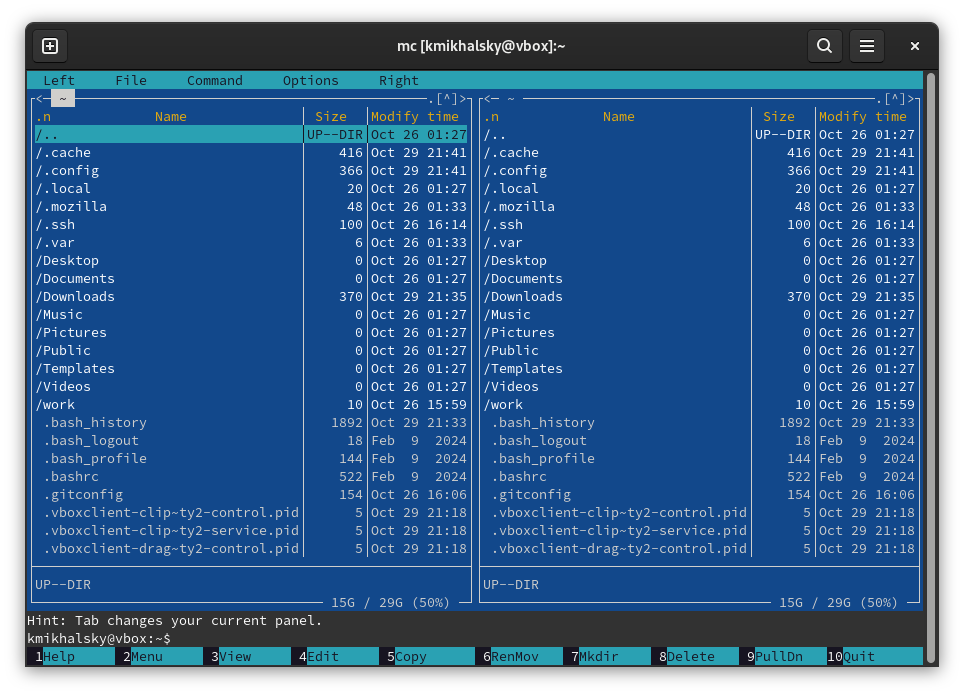 mc [kmikhalsky@vbox]:~
Left File Command Options Right
<─ ~ .[^]> <─ ~ .[^]>
.n Name Size Modify time .n Name Size Modify time
/.. UP--DIR Oct 26 01:27 /.. UP--DIR Oct 26 01:27
/.cache 416 Oct 29 21:41 /.cache 416 Oct 29 21:41
/.config 366 Oct 29 21:41 /.config 366 Oct 29 21:41
/.local 20 Oct 26 01:27 /.local 20 Oct 26 01:27
/.mozilla 48 Oct 26 01:33 /.mozilla 48 Oct 26 01:33
/.ssh 100 Oct 26 16:14 /.ssh 100 Oct 26 16:14
/.var 6 Oct 26 01:33 /.var 6 Oct 26 01:33
/Desktop 0 Oct 26 01:27 /Desktop 0 Oct 26 01:27
/Documents 0 Oct 26 01:27 /Documents 0 Oct 26 01:27
/Downloads 370 Oct 29 21:35 /Downloads 370 Oct 29 21:35
/Music 0 Oct 26 01:27 /Music 0 Oct 26 01:27
/Pictures 0 Oct 26 01:27 /Pictures 0 Oct 26 01:27
/Public 0 Oct 26 01:27 /Public 0 Oct 26 01:27
/Templates 0 Oct 26 01:27 /Templates 0 Oct 26 01:27
/Videos 0 Oct 26 01:27 /Videos 0 Oct 26 01:27
/work 10 Oct 26 15:59 /work 10 Oct 26 15:59
.bash_history 1892 Oct 29 21:33 .bash_history 1892 Oct 29 21:33
.bash_logout 18 Feb 9 2024 .bash_logout 18 Feb 9 2024
.bash_profile 144 Feb 9 2024 .bash_profile 144 Feb 9 2024
.bashrc 522 Feb 9 2024 .bashrc 522 Feb 9 2024
.gitconfig 154 Oct 26 16:06 .gitconfig 154 Oct 26 16:06
.vboxclient-clip~ty2-control.pid 5 Oct 29 21:18 .vboxclient-clip~ty2-control.pid 5 Oct 29 21:18
.vboxclient-clip~ty2-service.pid 5 Oct 29 21:18 .vboxclient-clip~ty2-service.pid 5 Oct 29 21:18
.vboxclient-drag~ty2-control.pid 5 Oct 29 21:18 .vboxclient-drag~ty2-control.pid 5 Oct 29 21:18
UP--DIR UP--DIR
15G / 29G (50%) 15G / 29G (50%)
Hint: Tab changes your current panel.
kmikhalsky@vbox:~$
1Help 2Menu 3View 4Edit 5Copy 6RenMov 7Mkdir 8Delete 9PullDn 10Quit